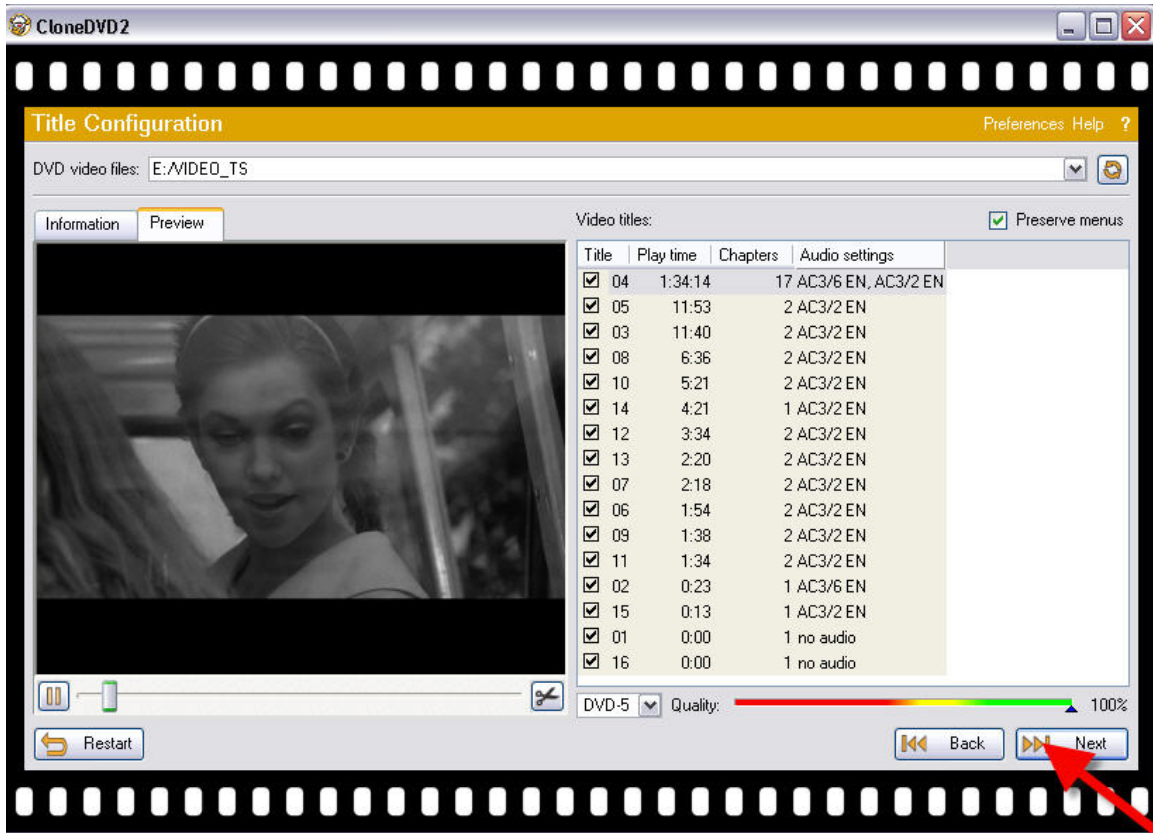 CloneDVD2
Title Configuration Preferences Help ?
DVD video files: E:/VIDEO_TS
Information Preview
Video titles: Preserve menus
Title Play time Chapters Audio settings
04 1:34:14 17 AC3/6 EN, AC3/2 EN
05 11:53 2 AC3/2 EN
03 11:40 2 AC3/2 EN
08 6:36 2 AC3/2 EN
10 5:21 2 AC3/2 EN
14 4:21 1 AC3/2 EN
12 3:34 2 AC3/2 EN
13 2:20 2 AC3/2 EN
07 2:18 2 AC3/2 EN
06 1:54 2 AC3/2 EN
09 1:38 2 AC3/2 EN
11 1:34 2 AC3/2 EN
02 0:23 1 AC3/6 EN
15 0:13 1 AC3/2 EN
01 0:00 1 no audio
16 0:00 1 no audio
DVD-5 Quality: 100%
Restart Back Next